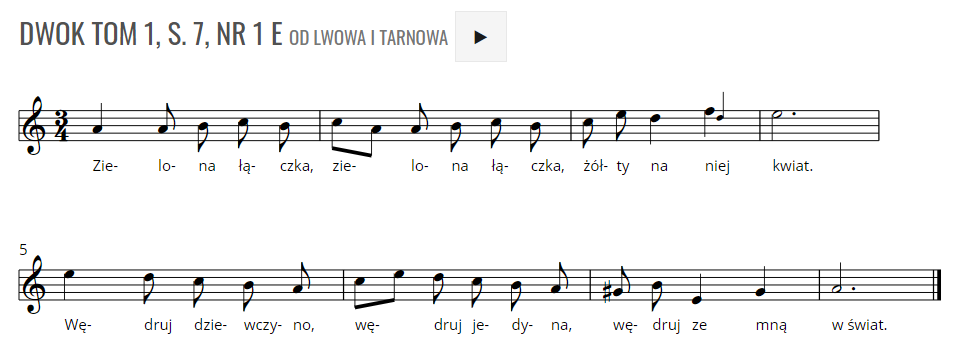 DWOK TOM 1, S. 7, NR 1 E OD LWOWA I TARNOWA
3
4
Zie- lo- na łą- czka, zie- lo- na łą- czka, żół- ty na niej kwiat.
5
Wę- druj dzie- wczy- no, wę- druj je- dy- na, wę- druj ze mną w świat.